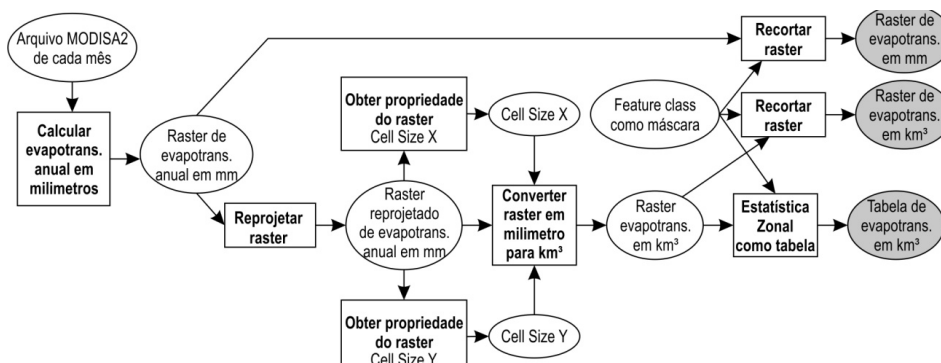 Arquivo MODISA2
de cada mês
Calcular
evapotrans.
anual em
milimetros
Raster de
evapotrans.
anual em mm
Reprojetar
raster
Obter propriedade
do raster
Cell Size X
Raster
reprojetado
de evapotrans.
anual em mm
Obter propriedade
do raster
Cell Size Y
Cell Size X
Converter
raster em
milimetro
para km³
Cell Size Y
Feature class
como máscara
Raster
evapotrans.
em km³
Recortar
raster
Recortar
raster
Estatística
Zonal
como tabela
Raster de
evapotrans.
em mm
Raster de
evapotrans.
em km³
Tabela de
evapotrans.
em km³